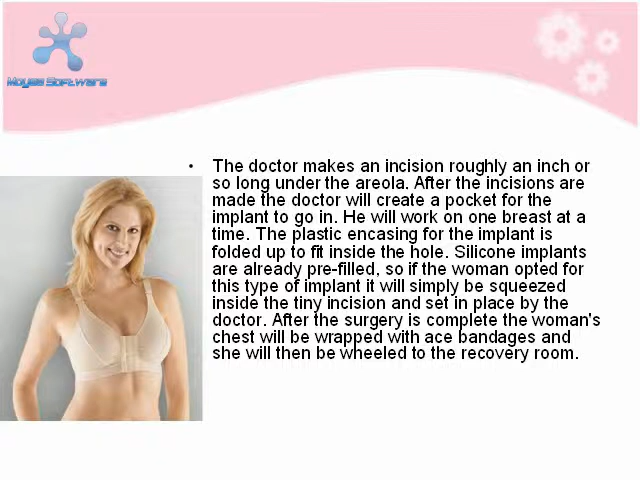 Moyea Software
• The doctor makes an incision roughly an inch or
so long under the areola. After the incisions are
made the doctor will create a pocket for the
implant to go in. He will work on one breast at a
time. The plastic encasing for the implant is
folded up to fit inside the hole. Silicone implants
are already pre-filled, so if the woman opted for
this type of implant it will simply be squeezed
inside the tiny incision and set in place by the
doctor. After the surgery is complete the woman's
chest will be wrapped with ace bandages and
she will then be wheeled to the recovery room.